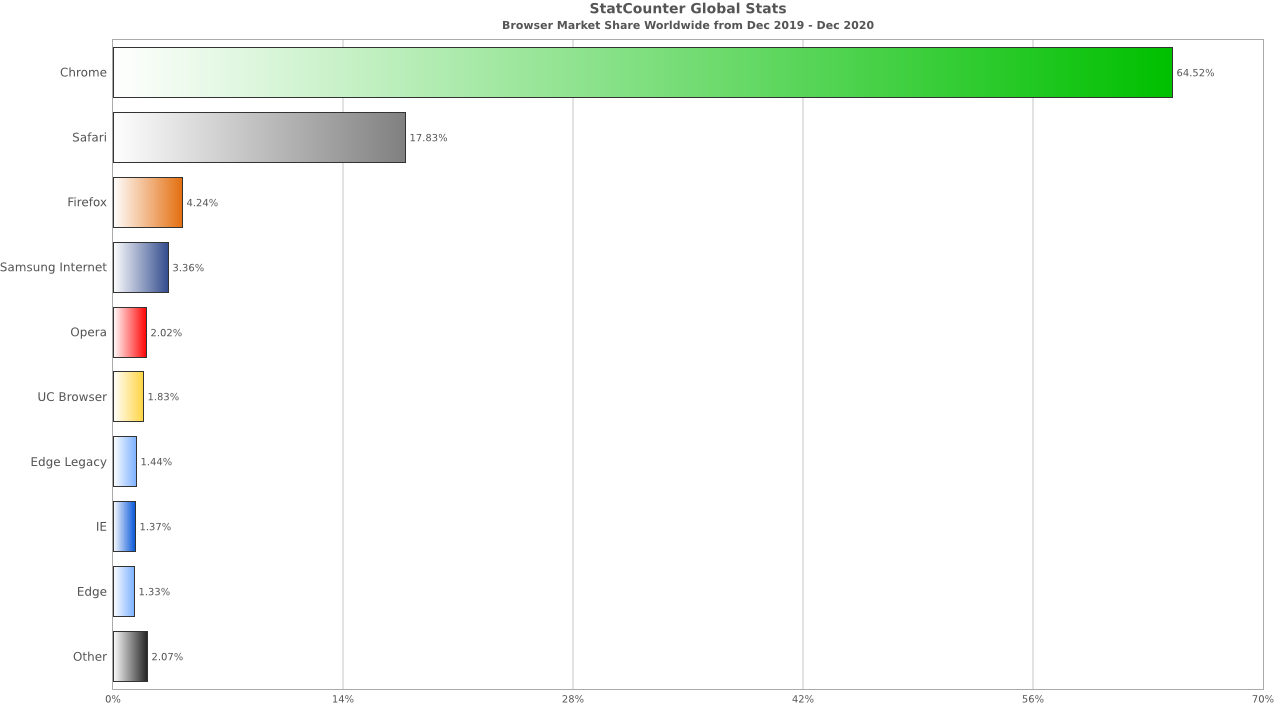 StatCounter Global Stats
Browser Market Share Worldwide from Dec 2019 - Dec 2020
Chrome 64.52%
Safari 17.83%
Firefox 4.24%
Samsung Internet 3.36%
Opera 2.02%
UC Browser 1.83%
Edge Legacy 1.44%
IE 1.37%
Edge 1.33%
Other 2.07%
0% 14% 28% 42% 56% 70%